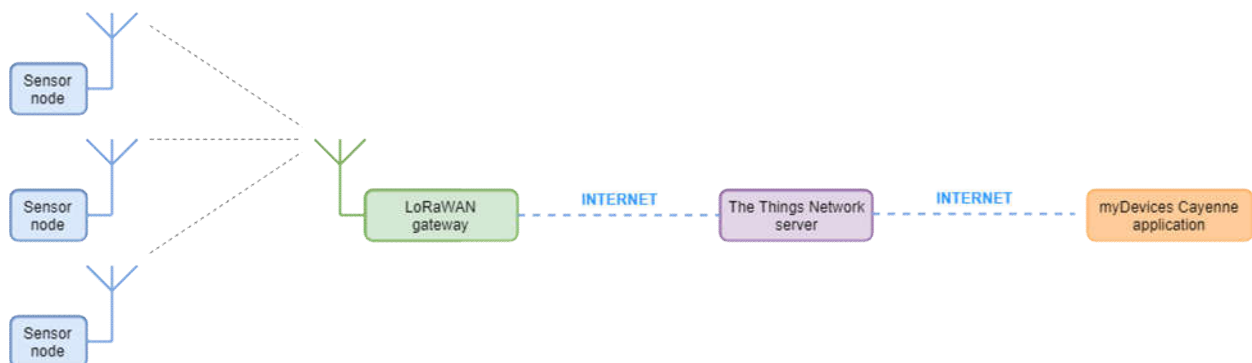 Sensor
node
Sensor
node
LoRaWAN
gateway
INTERNET
The Things Network
server
INTERNET
myDevices Cayenne
application
Sensor
node